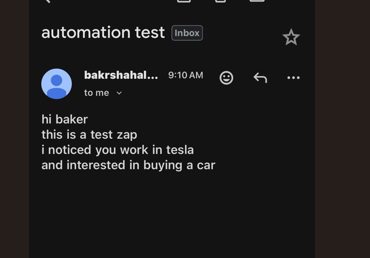 automation test Inbox
bakrshahal... 9:10 AM
to me
hi baker
this is a test zap
i noticed you work in tesla
and interested in buying a car